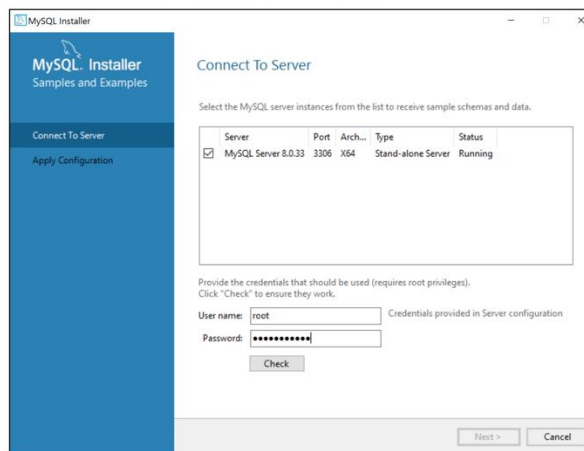 MySQL Installer
MySQL. Installer
Samples and Examples
Connect To Server
Apply Configuration
Connect To Server
Select the MySQL server instances from the list to receive sample schemas and data.
Server Port Arch... Type Status
MySQL Server 8.0.33 3306 X64 Stand-alone Server Running
Provide the credentials that should be used (requires root privileges).
Click "Check" to ensure they work.
User name: root Credentials provided in Server configuration
Password: ●●●●●●●●●●●
Check
Next > Cancel